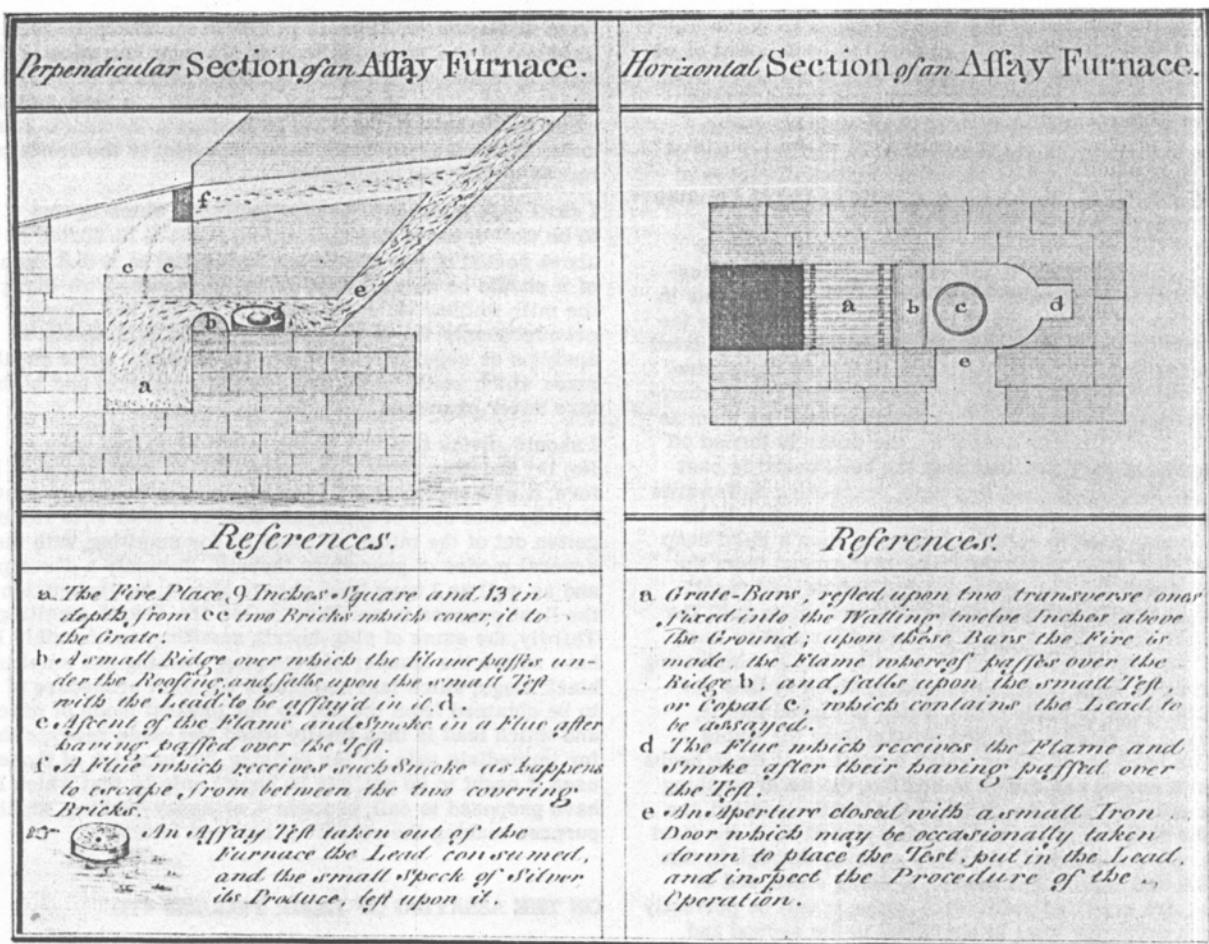 Perpendicular Section of an Aſſay Furnace.
f
c c
e
b
d
a
References.
a. The Fire Place, 9 Inches Square and 13 in
depth, from cc two Bricks which cover it to
the Grate.
b. A small Ridge over which the Flame paſſes un-
der the Roofing and falls upon the small Teſt
with the Lead to be aſſay'd in it. d.
e. Aſcent of the Flame and Smoke in a Flue after
having paſſed over the Teſt.
f. A Flue which receives such Smoke as happens
to escape, from between the two covering
Bricks.
☞ An Aſſay Teſt taken out of the
Furnace the Lead consumed,
and the small Speck of Silver
its Produce, left upon it.
Horizontal Section of an Aſſay Furnace.
a b c d
e
References.
a Grate-Bars, reſted upon two transverse ones
fixed into the Walling twelve Inches above
the Ground; upon these Bars the Fire is
made, the Flame whereof paſſes over the
Ridge b and falls upon the small Teſt
or Copal c, which contains the Lead to
be aſſayed.
d The Flue which receives the Flame and
Smoke after their having paſſed over
the Teſt.
e An Aperture closed with a small Iron
Door which may be occasionally taken
down to place the Test, put in the Lead,
and inspect the Procedure of the
Operation.